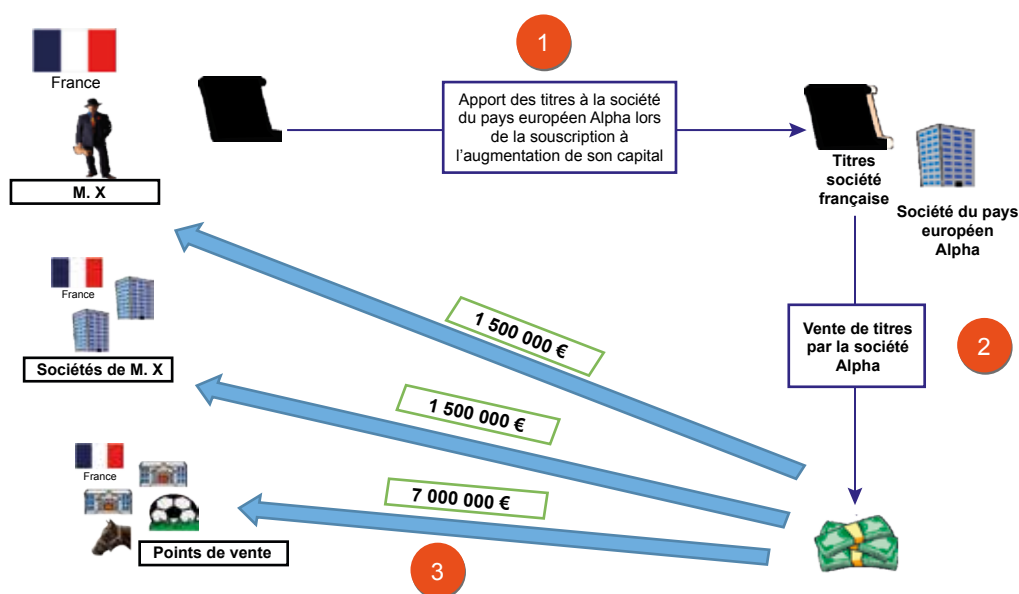 1
France
Apport des titres à la société
du pays européen Alpha lors
de la souscription à
l'augmentation de son capital
M. X
Titres
société
française
Société du pays
européen
Alpha
France
Sociétés de M. X
1 500 000 €
Vente de titres
par la société
Alpha
2
1 500 000 €
France
7 000 000 €
Points de vente
3